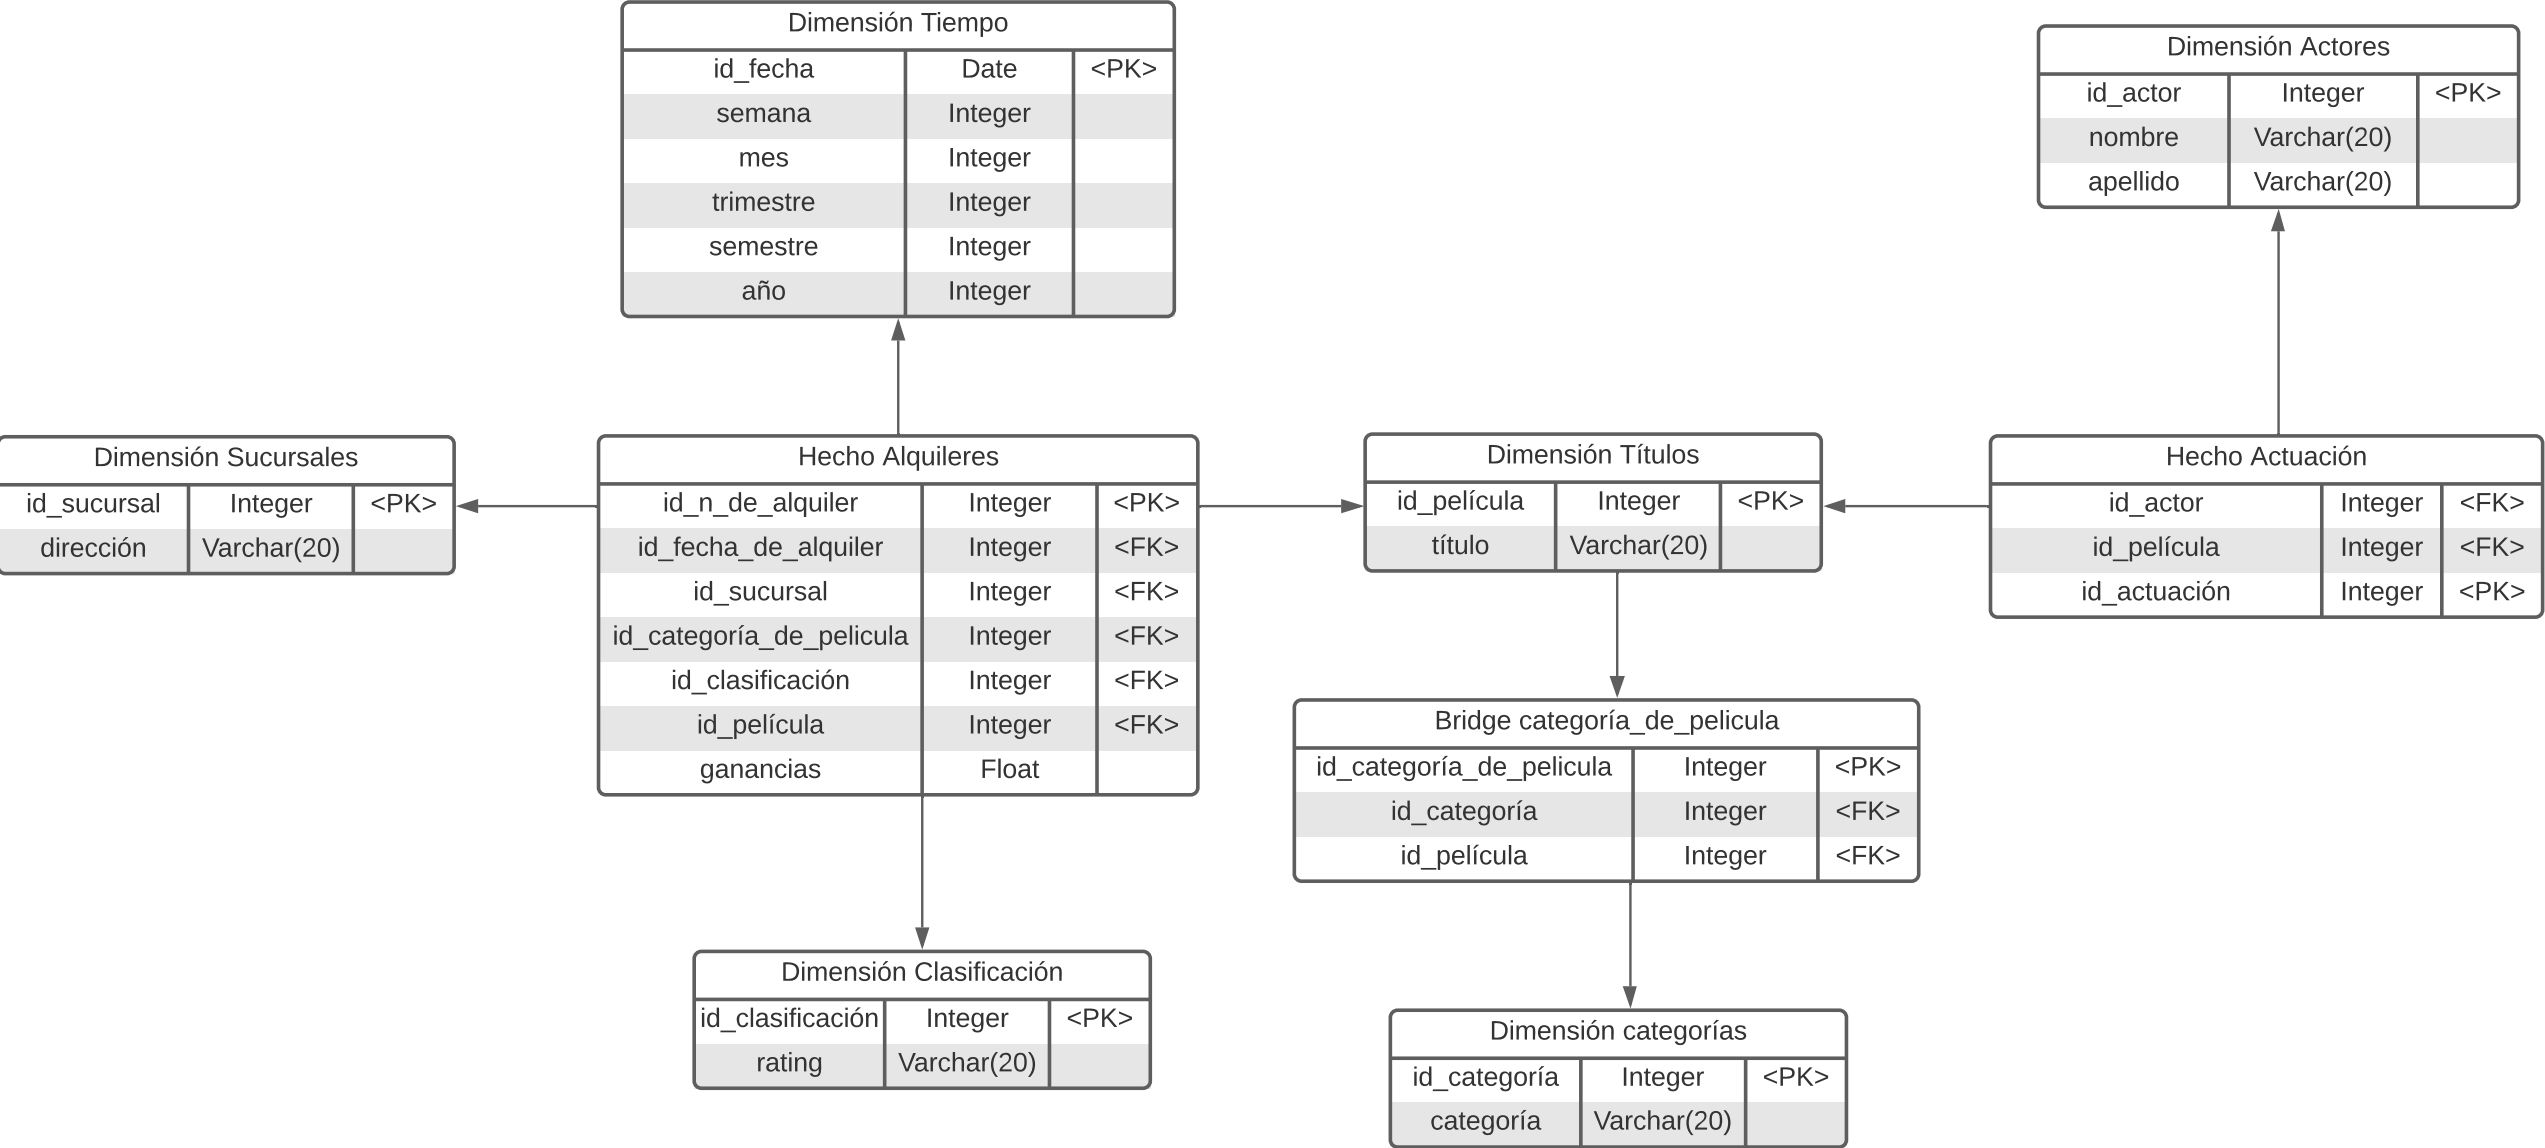 Dimensión Tiempo
id_fecha Date <PK>
semana Integer
mes Integer
trimestre Integer
semestre Integer
año Integer
Dimensión Actores
id_actor Integer <PK>
nombre Varchar(20)
apellido Varchar(20)
Dimensión Sucursales
id_sucursal Integer <PK>
dirección Varchar(20)
Hecho Alquileres
id_n_de_alquiler Integer <PK>
id_fecha_de_alquiler Integer <FK>
id_sucursal Integer <FK>
id_categoría_de_pelicula Integer <FK>
id_clasificación Integer <FK>
id_película Integer <FK>
ganancias Float
Dimensión Títulos
id_película Integer <PK>
título Varchar(20)
Hecho Actuación
id_actor Integer <FK>
id_película Integer <FK>
id_actuación Integer <PK>
Bridge categoría_de_pelicula
id_categoría_de_pelicula Integer <PK>
id_categoría Integer <FK>
id_película Integer <FK>
Dimensión Clasificación
id_clasificación Integer <PK>
rating Varchar(20)
Dimensión categorías
id_categoría Integer <PK>
categoría Varchar(20)